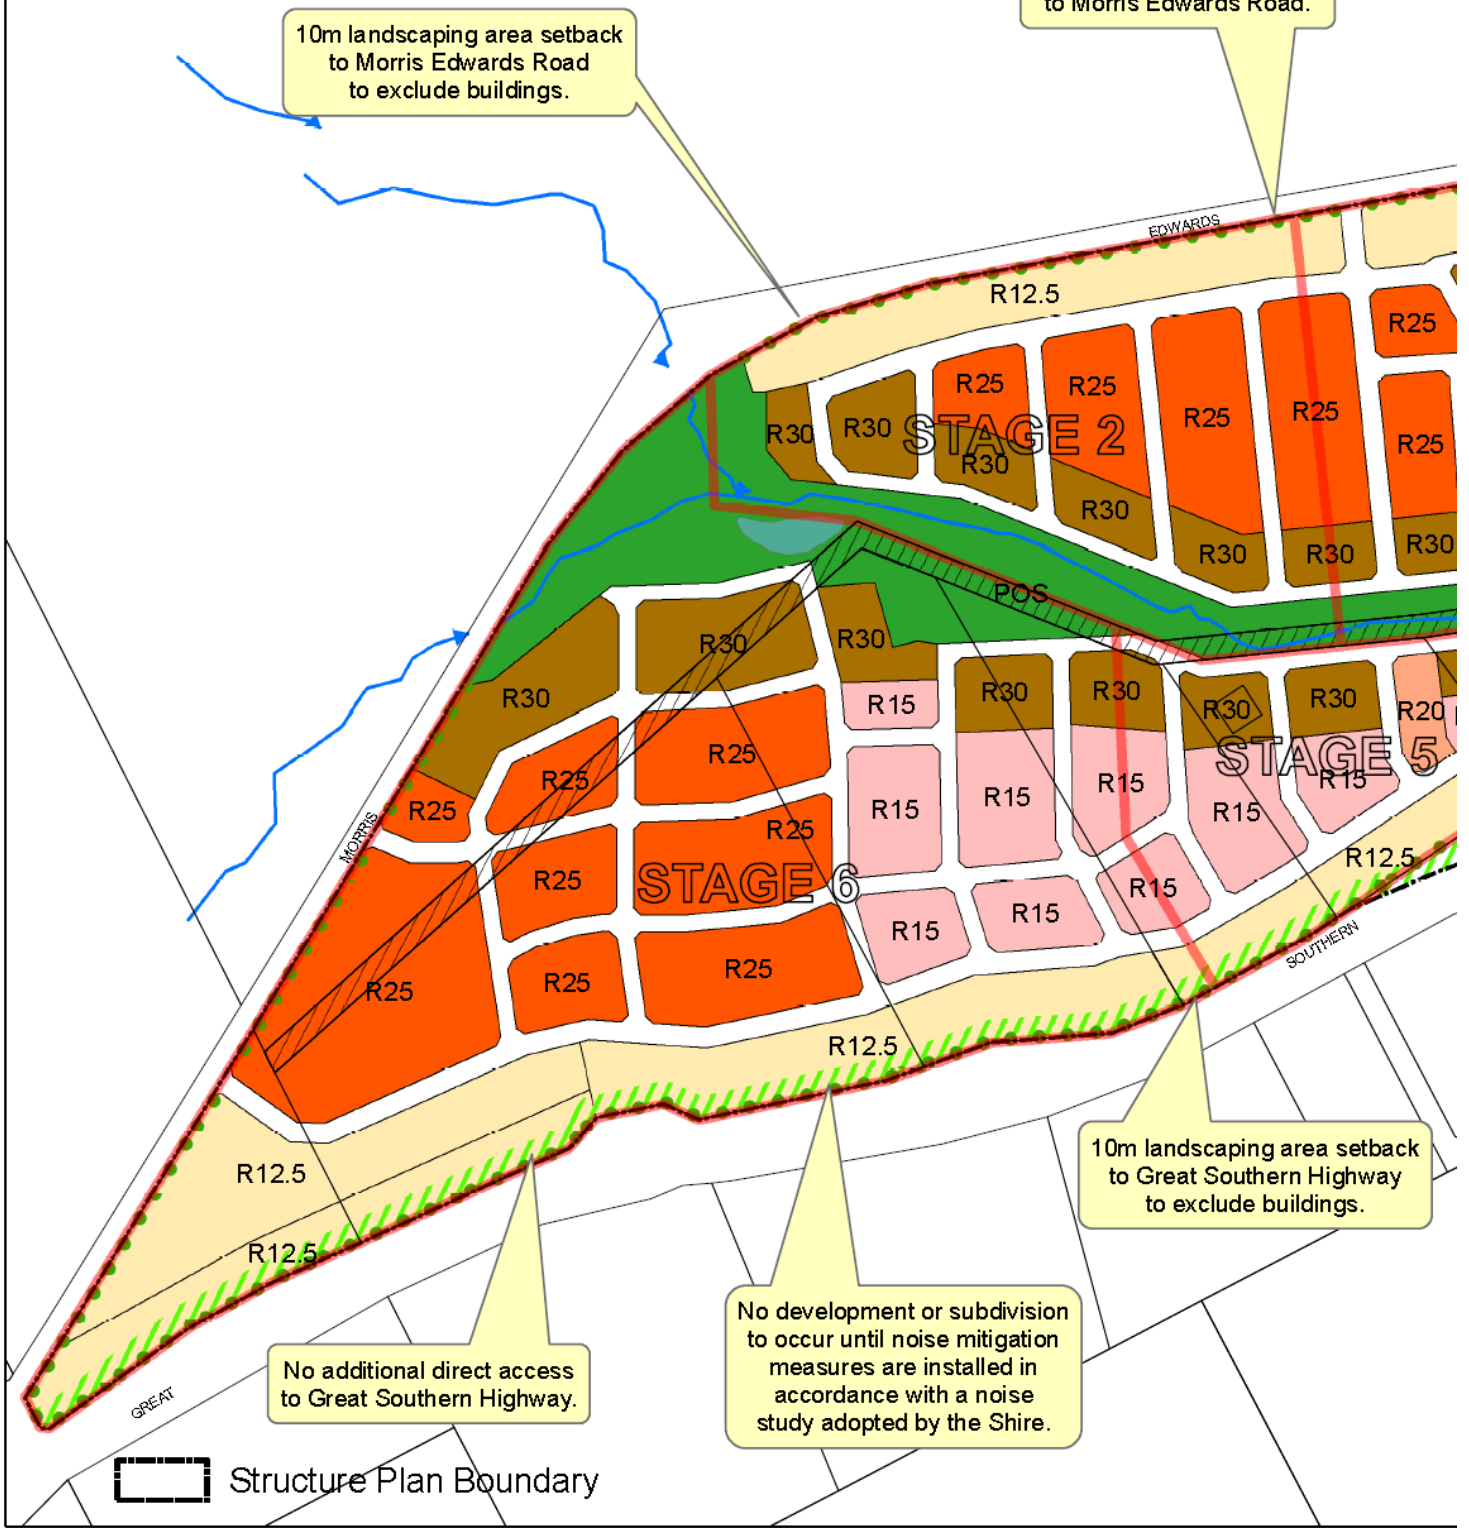 to Morris Edwards Road.
10m landscaping area setback
to Morris Edwards Road
to exclude buildings.
EDWARDS
R12.5
R25
R25
R25
R25
R25
R25
R30
R30
STAGE 2
R30
R30
R30
R30
R30
POS
R30
R30
R30
R30
R30
R30
R30
R15
R20
STAGE 5
R25
R25
R25
R15
R15
R15
R15
R15
MORRIS
R25
R25
STAGE 6
R12.5
R15
R15
R15
SOUTHERN
R25
R25
R25
R12.5
10m landscaping area setback
to Great Southern Highway
to exclude buildings.
R12.5
R12.5
No development or subdivision
to occur until noise mitigation
measures are installed in
accordance with a noise
study adopted by the Shire.
No additional direct access
to Great Southern Highway.
GREAT
Structure Plan Boundary